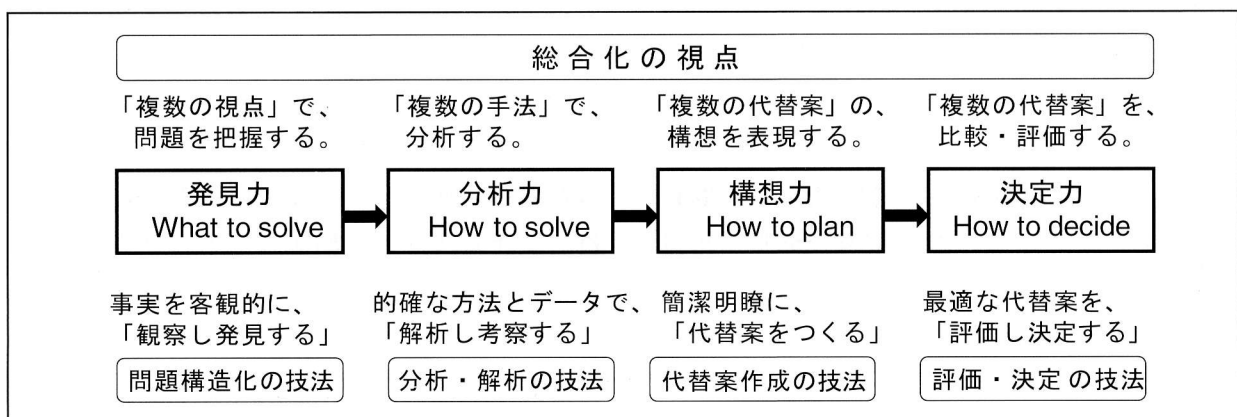 総合化の視点
「複数の視点」で、
問題を把握する。
「複数の手法」で、
分析する。
「複数の代替案」の、
構想を表現する。
「複数の代替案」を、
比較・評価する。
発見力
What to solve
分析力
How to solve
構想力
How to plan
決定力
How to decide
事実を客観的に、
「観察し発見する」
的確な方法とデータで、
「解析し考察する」
簡潔明瞭に、
「代替案をつくる」
最適な代替案を、
「評価し決定する」
問題構造化の技法
分析・解析の技法
代替案作成の技法
評価・決定の技法